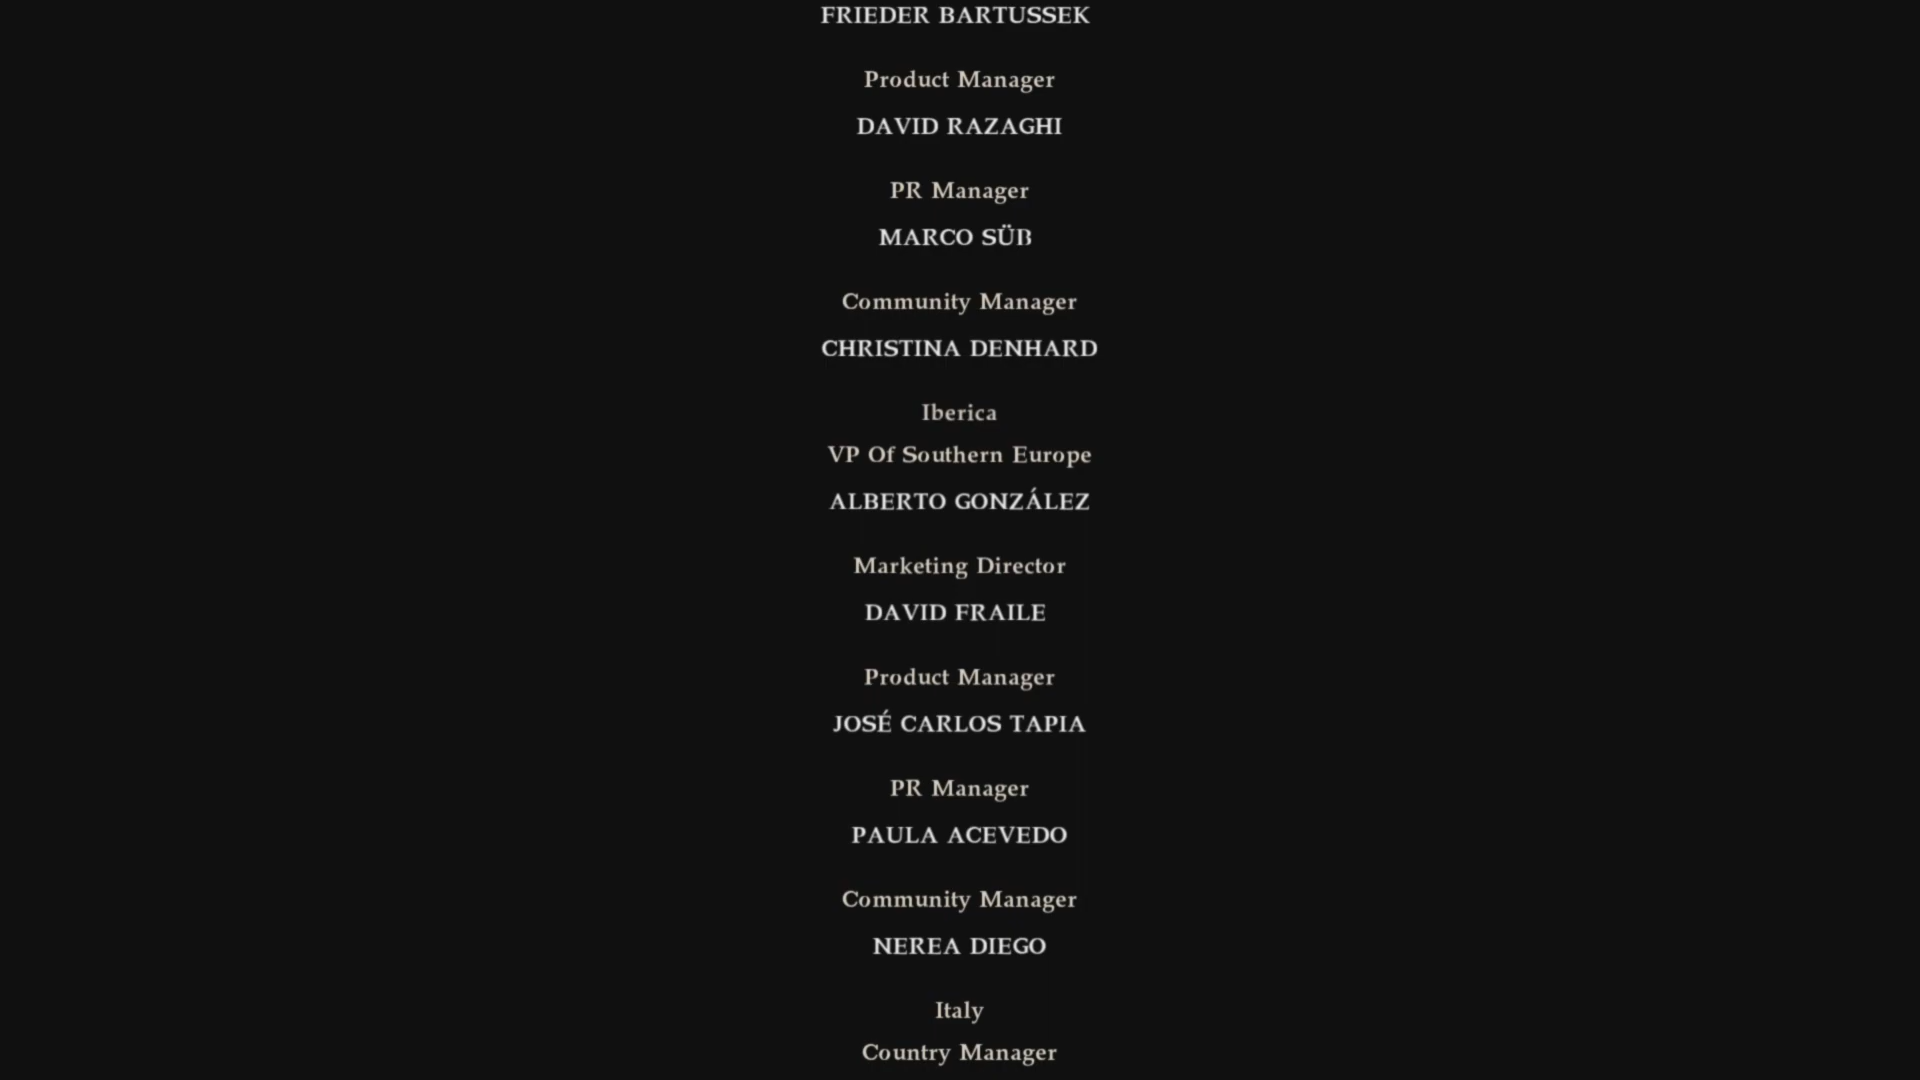 FRIEDER BARTUSSEK
Product Manager
DAVID RAZAGHI
PR Manager
MARCO SÜß
Community Manager
CHRISTINA DENHARD
Iberica
VP Of Southern Europe
ALBERTO GONZÁLEZ
Marketing Director
DAVID FRAILE
Product Manager
JOSÉ CARLOS TAPIA
PR Manager
PAULA ACEVEDO
Community Manager
NEREA DIEGO
Italy
Country Manager